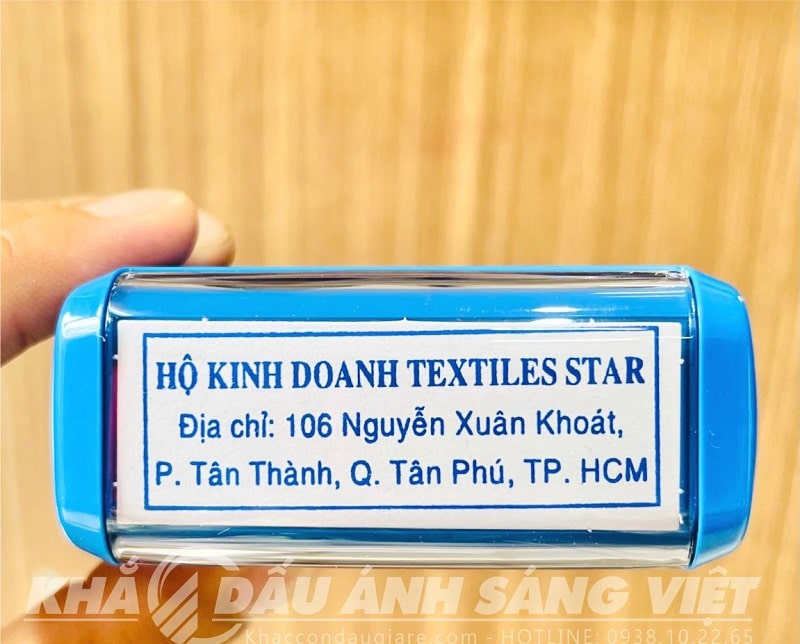 HỘ KINH DOANH TEXTILES STAR
Địa chỉ: 106 Nguyễn Xuân Khoát,
P. Tân Thành, Q. Tân Phú, TP. HCM
KHẮC DẤU ÁNH SÁNG VIỆT
Khaccondaugiare.com - HOTLINE: 0938.10.22.65